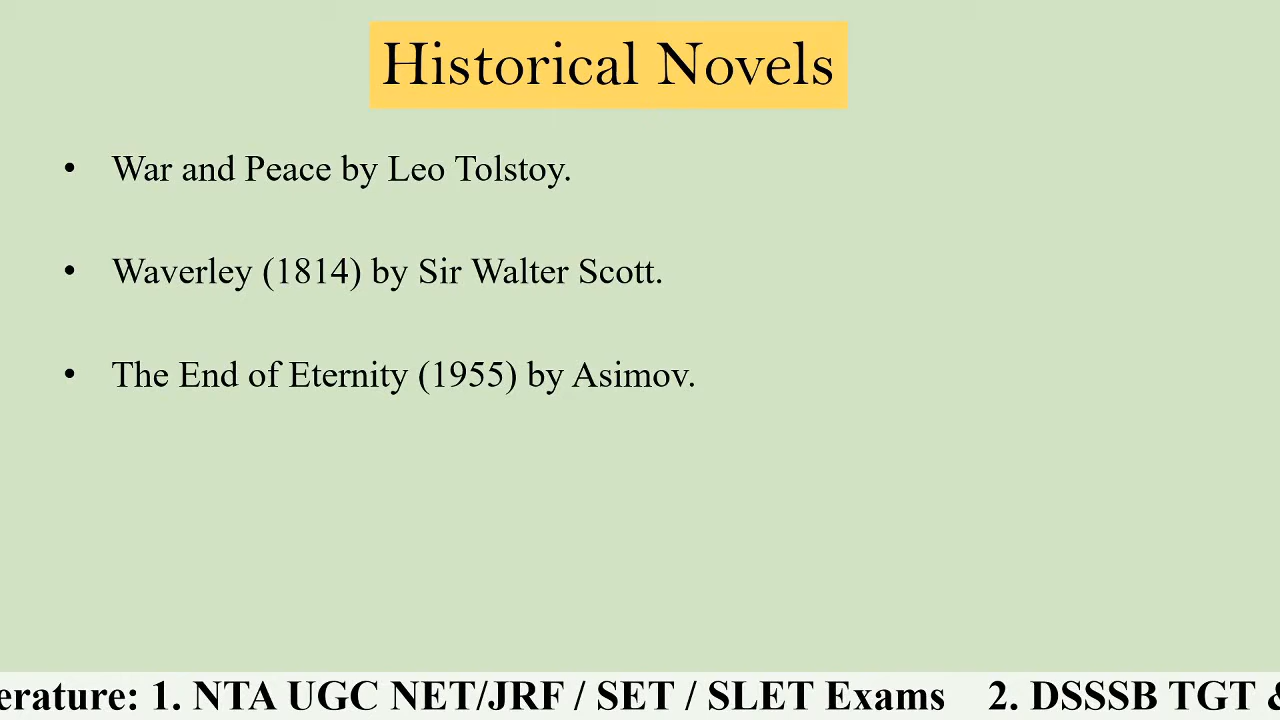 Historical Novels
• War and Peace by Leo Tolstoy.
• Waverley (1814) by Sir Walter Scott.
• The End of Eternity (1955) by Asimov.
erature: 1. NTA UGC NET/JRF / SET / SLET Exams 2. DSSSB TGT &